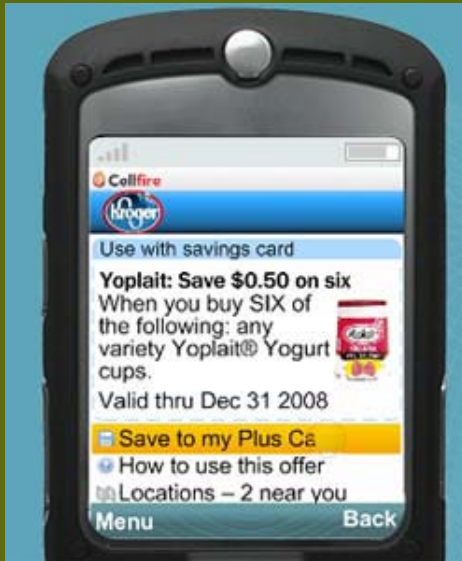 Cellfire
Kroger
Use with savings card
Yoplait: Save $0.50 on six
When you buy SIX of
the following: any
variety Yoplait® Yogurt
cups.
Valid thru Dec 31 2008
Save to my Plus Ca
How to use this offer
Locations – 2 near you
Menu
Back